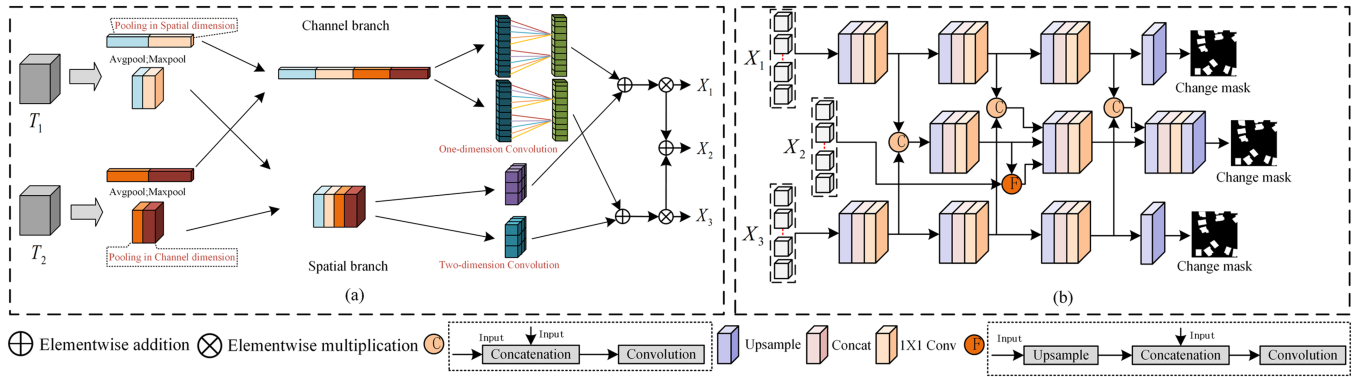 Pooling in Spatial dimension
Avgpool;Maxpool
T1
Avgpool;Maxpool
T2
Pooling in Channel dimension
Channel branch
One-dimension Convolution
Two-dimension Convolution
Spatial branch
(a)
X1
X2
X3
X1
X2
X3
C
C
C
F
Change mask
Change mask
Change mask
(b)
Elementwise addition
Elementwise multiplication
C
Input
Input
Concatenation
Convolution
Upsample
Concat
1X1 Conv
F
Input
Input
Upsample
Concatenation
Convolution